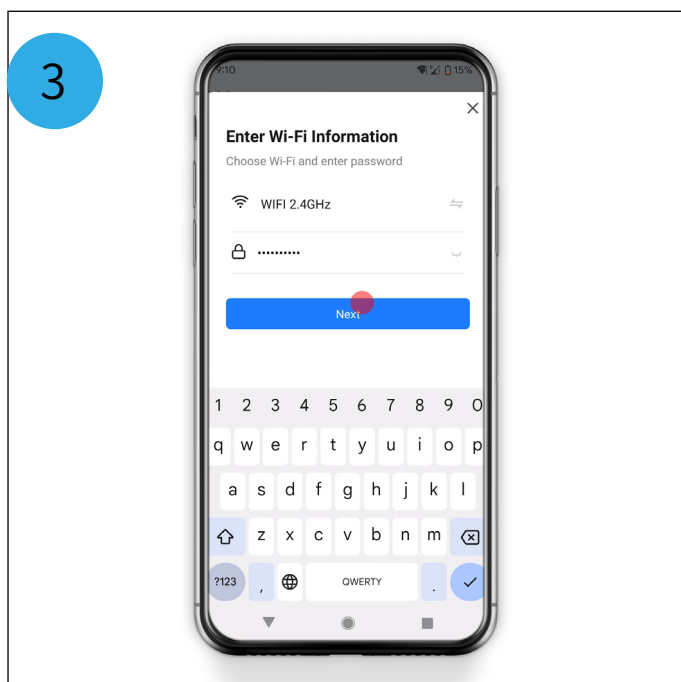 3
9:10 15%
Enter Wi-Fi Information
Choose Wi-Fi and enter password
WIFI 2.4GHz
••••••••••
Next
1 2 3 4 5 6 7 8 9 0
q w e r t y u i o p
a s d f g h j k l
z x c v b n m
?123 , QWERTY .